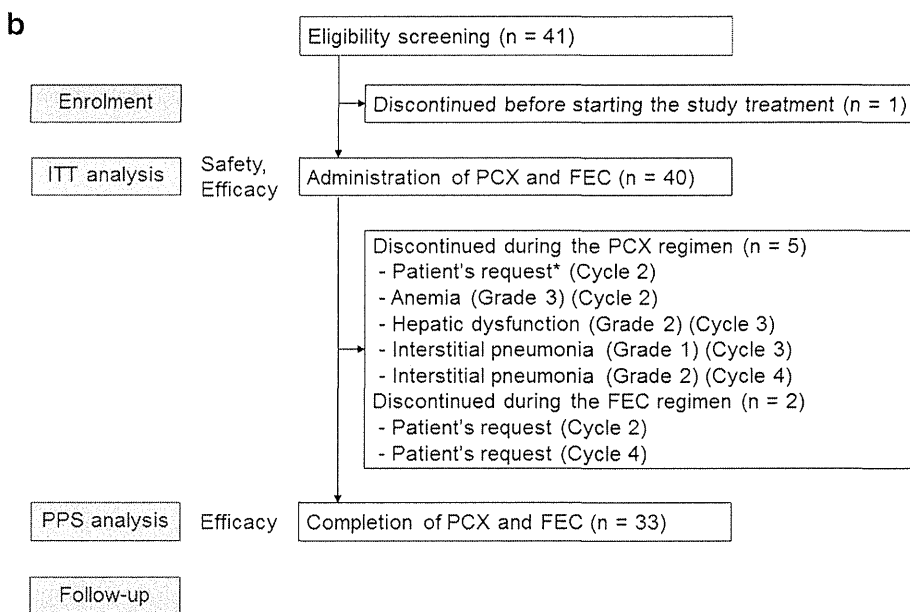 b
Eligibility screening (n = 41)
Enrolment
Discontinued before starting the study treatment (n = 1)
ITT analysis
Safety,
Efficacy
Administration of PCX and FEC (n = 40)
Discontinued during the PCX regimen (n = 5)
- Patient's request* (Cycle 2)
- Anemia (Grade 3) (Cycle 2)
- Hepatic dysfunction (Grade 2) (Cycle 3)
- Interstitial pneumonia (Grade 1) (Cycle 3)
- Interstitial pneumonia (Grade 2) (Cycle 4)
Discontinued during the FEC regimen (n = 2)
- Patient's request (Cycle 2)
- Patient's request (Cycle 4)
PPS analysis
Efficacy
Completion of PCX and FEC (n = 33)
Follow-up